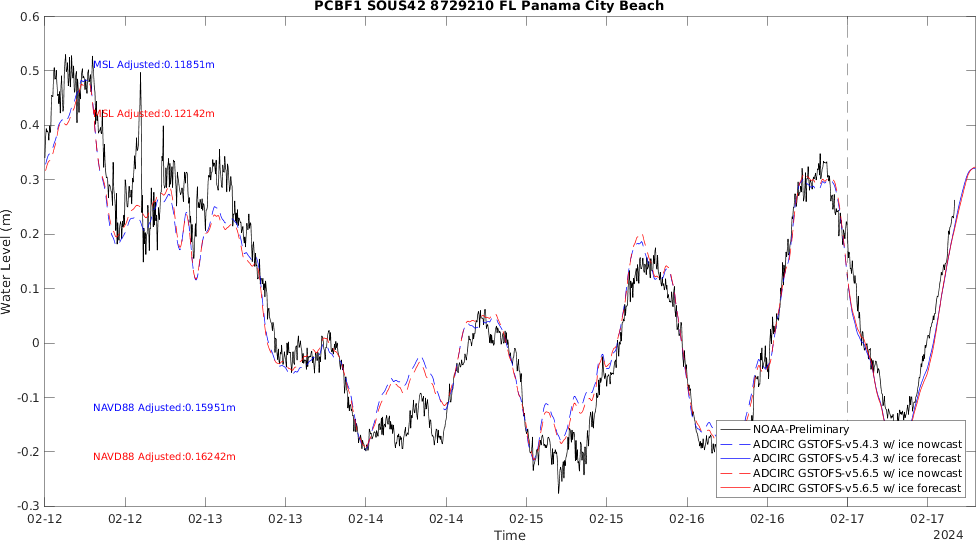 PCBF1 SOUS42 8729210 FL Panama City Beach
0.6
0.5
0.4
0.3
0.2
0.1
0
-0.1
-0.2
-0.3
Water Level (m)
MSL Adjusted:0.11851m
MSL Adjusted:0.12142m
NAVD88 Adjusted:0.15951m
NAVD88 Adjusted:0.16242m
NOAA-Preliminary
ADCIRC GSTOFS-v5.4.3 w/ ice nowcast
ADCIRC GSTOFS-v5.4.3 w/ ice forecast
ADCIRC GSTOFS-v5.6.5 w/ ice nowcast
ADCIRC GSTOFS-v5.6.5 w/ ice forecast
02-12 02-12 02-13 02-13 02-14 02-14 02-15 02-15 02-16 02-16 02-17 02-17
Time
2024